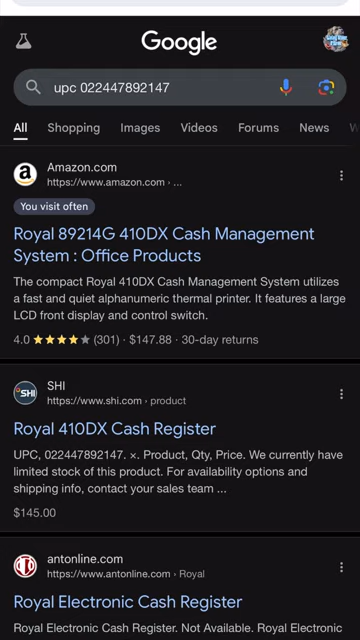 Google
upc 022447892147
All Shopping Images Videos Forums News
Amazon.com
https://www.amazon.com › ...
You visit often
Royal 89214G 410DX Cash Management
System : Office Products
The compact Royal 410DX Cash Management System utilizes
a fast and quiet alphanumeric thermal printer. It features a large
LCD front display and control switch.
4.0 ★★★★★ (301) · $147.88 · 30-day returns
SHI
SHI
https://www.shi.com › product
Royal 410DX Cash Register
UPC, 022447892147. ×. Product, Qty, Price. We currently have
limited stock of this product. For availability options and
shipping info, contact your sales team ...
$145.00
antonline.com
https://www.antonline.com › Royal
Royal Electronic Cash Register
Royal Electronic Cash Register. Not Available. Royal Electronic